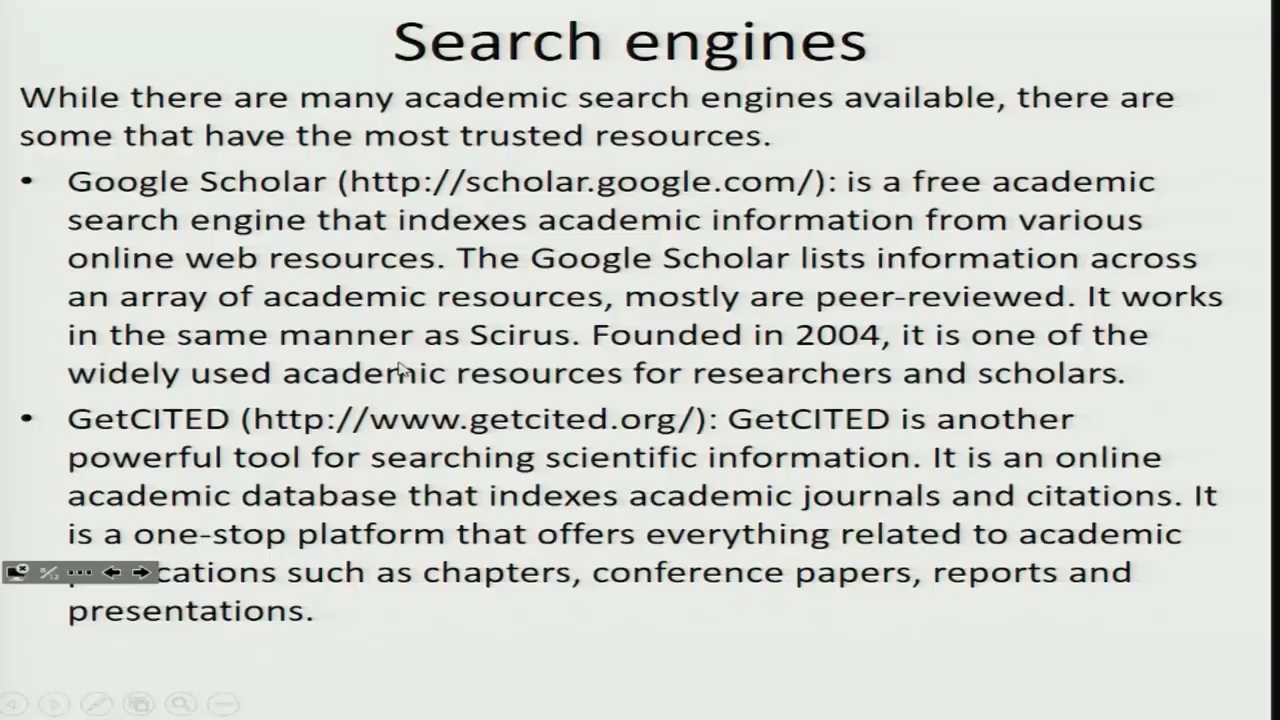 Search engines
While there are many academic search engines available, there are
some that have the most trusted resources.
• Google Scholar (http://scholar.google.com/): is a free academic
search engine that indexes academic information from various
online web resources. The Google Scholar lists information across
an array of academic resources, mostly are peer-reviewed. It works
in the same manner as Scirus. Founded in 2004, it is one of the
widely used academic resources for researchers and scholars.
• GetCITED (http://www.getcited.org/): GetCITED is another
powerful tool for searching scientific information. It is an online
academic database that indexes academic journals and citations. It
is a one-stop platform that offers everything related to academic
cations such as chapters, conference papers, reports and
presentations.